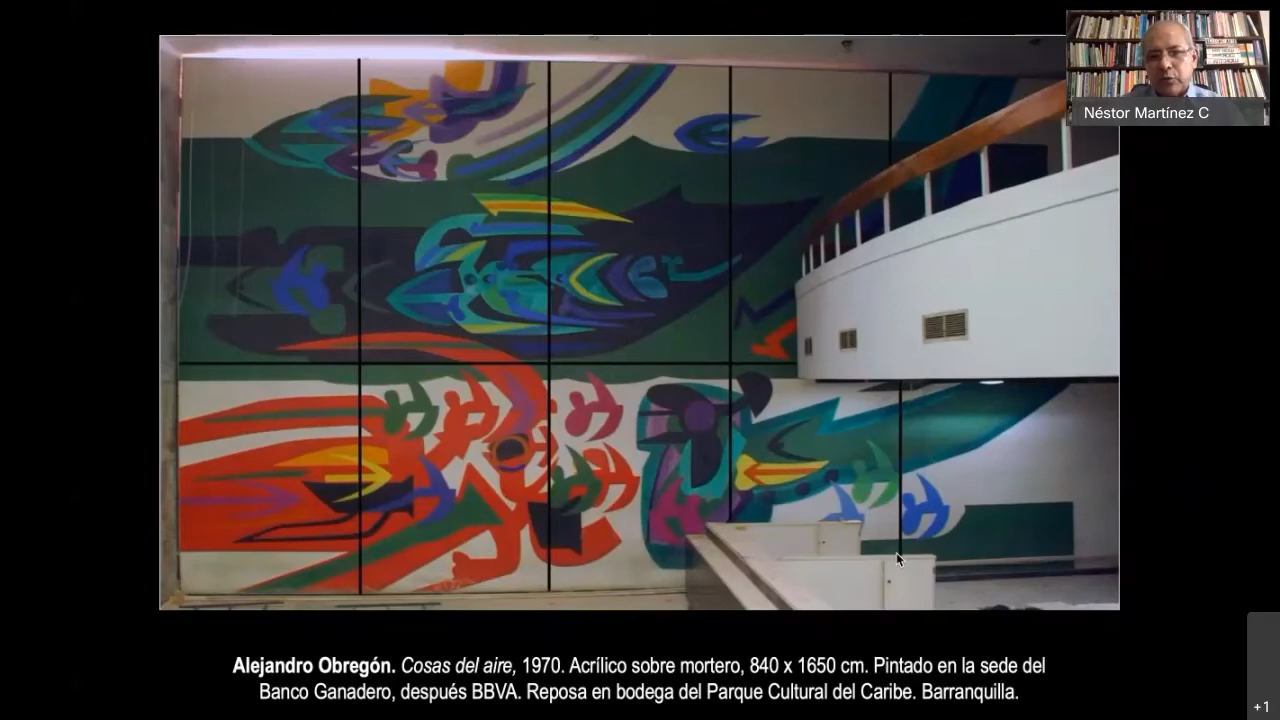 Néstor Martínez C
Alejandro Obregón. Cosas del aire, 1970. Acrílico sobre mortero, 840 x 1650 cm. Pintado en la sede del
Banco Ganadero, después BBVA. Reposa en bodega del Parque Cultural del Caribe. Barranquilla.
+1